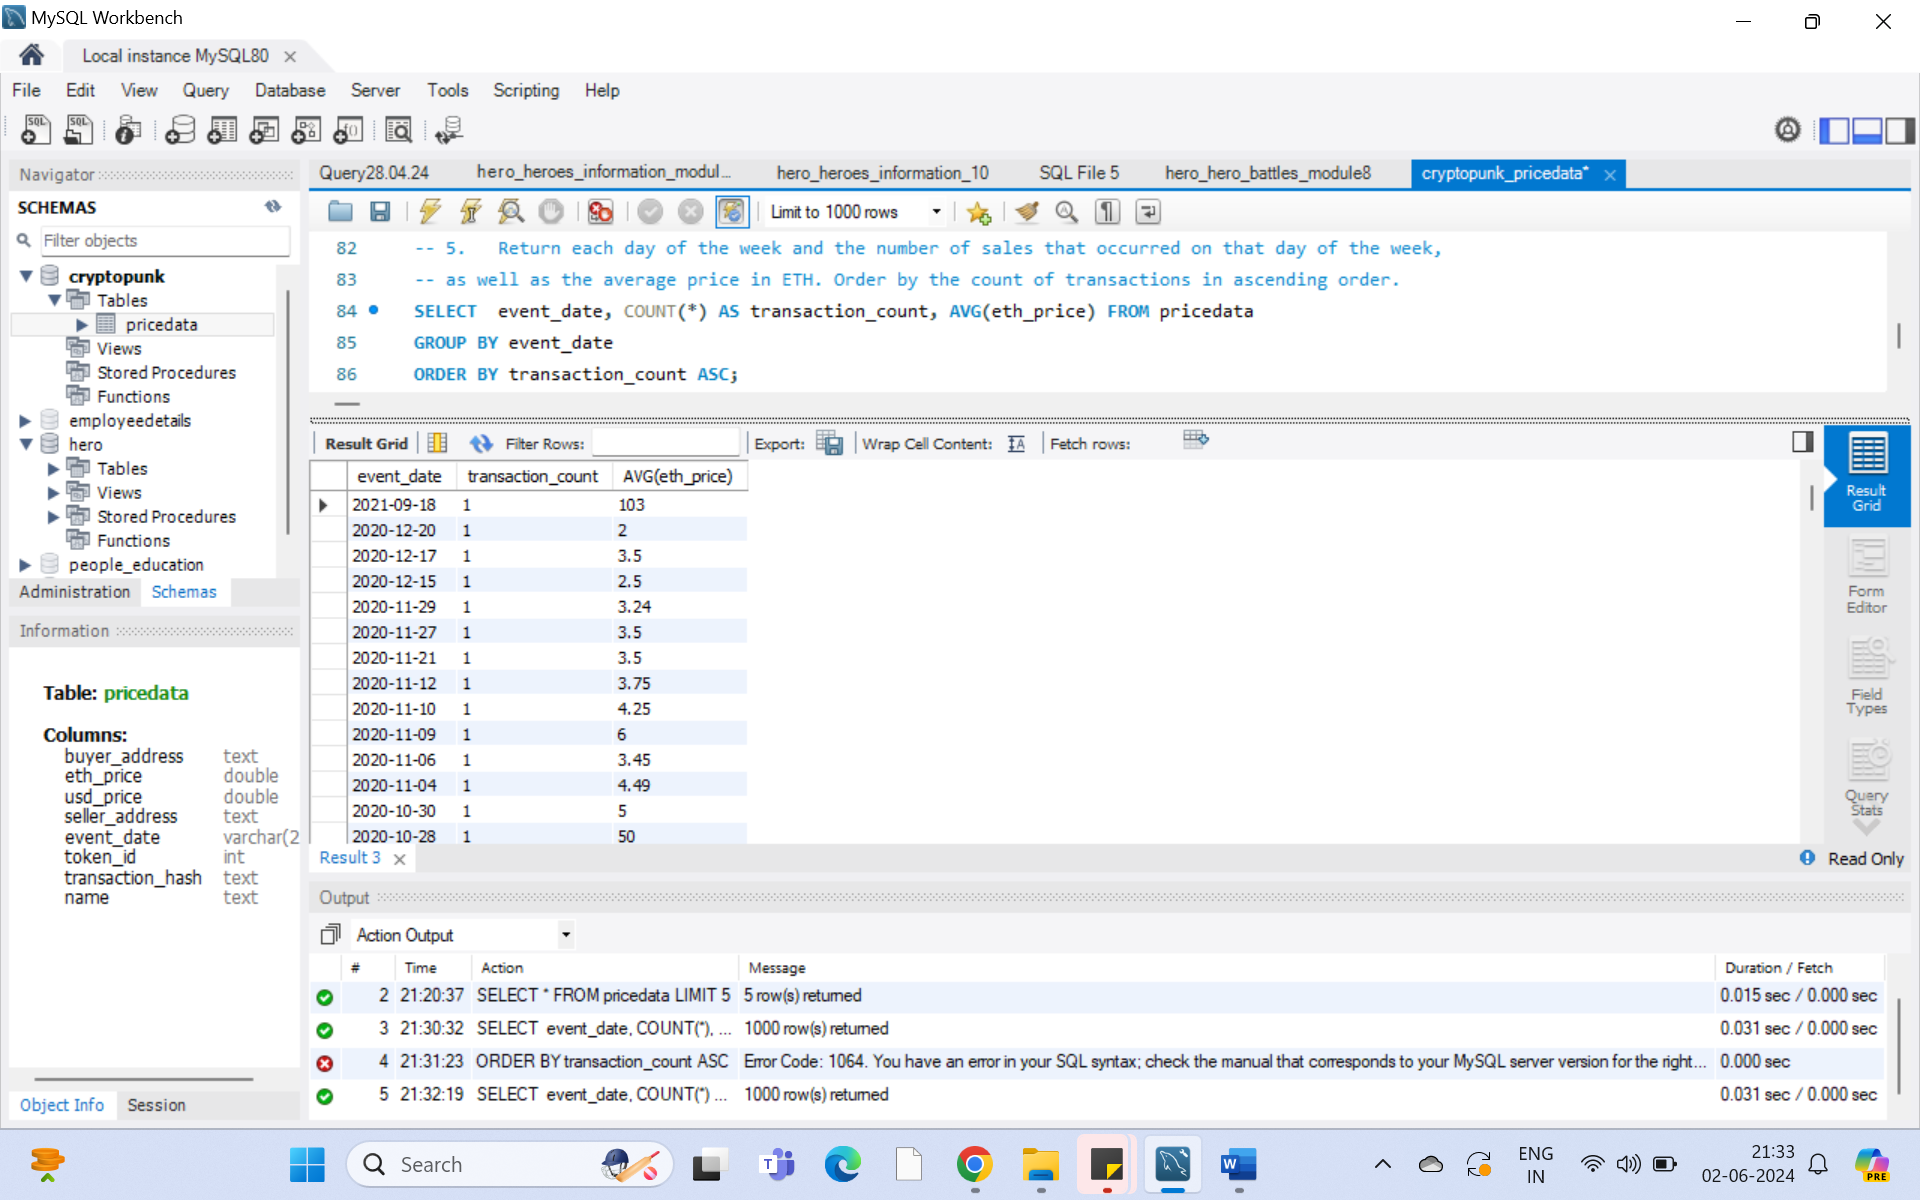 MySQL Workbench
Local instance MySQL80
File Edit View Query Database Server Tools Scripting Help
Navigator
SCHEMAS
Filter objects
cryptopunk
Tables
pricedata
Views
Stored Procedures
Functions
employeedetails
hero
Tables
Views
Stored Procedures
Functions
people_education
Administration Schemas
Information
Table: pricedata
Columns:
buyer_address text
eth_price double
usd_price double
seller_address text
event_date varchar(2
token_id int
transaction_hash text
name text
Object Info Session
Query28.04.24 hero_heroes_information_modul... hero_heroes_information_10 SQL File 5 hero_hero_battles_module8 cryptopunk_pricedata*
Limit to 1000 rows
82 -- 5. Return each day of the week and the number of sales that occurred on that day of the week,
83 -- as well as the average price in ETH. Order by the count of transactions in ascending order.
84 SELECT event_date, COUNT(*) AS transaction_count, AVG(eth_price) FROM pricedata
85 GROUP BY event_date
86 ORDER BY transaction_count ASC;
Result Grid Filter Rows: Export: Wrap Cell Content: Fetch rows:
event_date transaction_count AVG(eth_price)
2021-09-18 1 103
2020-12-20 1 2
2020-12-17 1 3.5
2020-12-15 1 2.5
2020-11-29 1 3.24
2020-11-27 1 3.5
2020-11-21 1 3.5
2020-11-12 1 3.75
2020-11-10 1 4.25
2020-11-09 1 6
2020-11-06 1 3.45
2020-11-04 1 4.49
2020-10-30 1 5
2020-10-28 1 50
Result Grid
Form Editor
Field Types
Query Stats
Result 3
Read Only
Output
Action Output
# Time Action Message Duration / Fetch
2 21:20:37 SELECT * FROM pricedata LIMIT 5 5 row(s) returned 0.015 sec / 0.000 sec
3 21:30:32 SELECT event_date, COUNT(*), ... 1000 row(s) returned 0.031 sec / 0.000 sec
4 21:31:23 ORDER BY transaction_count ASC Error Code: 1064. You have an error in your SQL syntax; check the manual that corresponds to your MySQL server version for the right... 0.000 sec
5 21:32:19 SELECT event_date, COUNT(*) ... 1000 row(s) returned 0.031 sec / 0.000 sec
Search
ENG
IN
21:33
02-06-2024
PRE